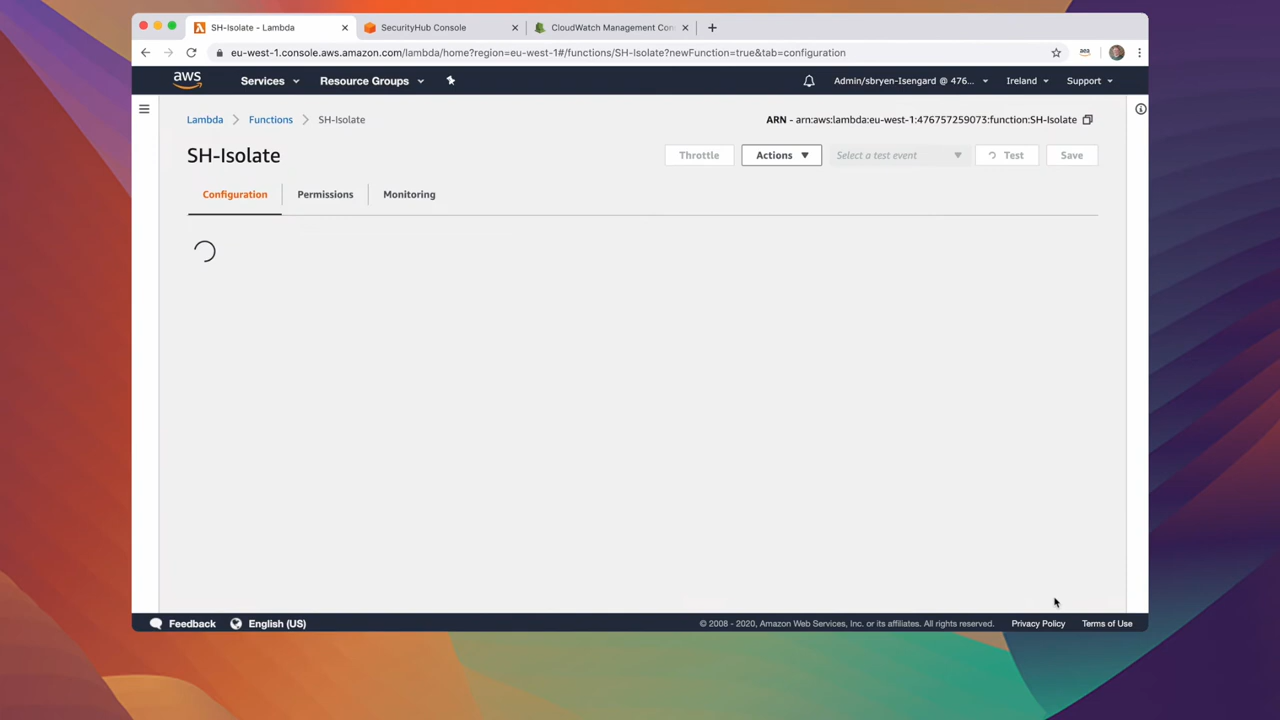 SH-Isolate - Lambda
SecurityHub Console
CloudWatch Management Con
eu-west-1.console.aws.amazon.com/lambda/home?region=eu-west-1#/functions/SH-Isolate?newFunction=true&tab=configuration
aws
Services
Resource Groups
Admin/sbryen-Isengard @ 476...
Ireland
Support
Lambda
Functions
SH-Isolate
ARN - arn:aws:lambda:eu-west-1:476757259073:function:SH-Isolate
SH-Isolate
Throttle
Actions
Select a test event
Test
Save
Configuration
Permissions
Monitoring
Feedback
English (US)
© 2008 - 2020, Amazon Web Services, Inc. or its affiliates. All rights reserved.
Privacy Policy
Terms of Use